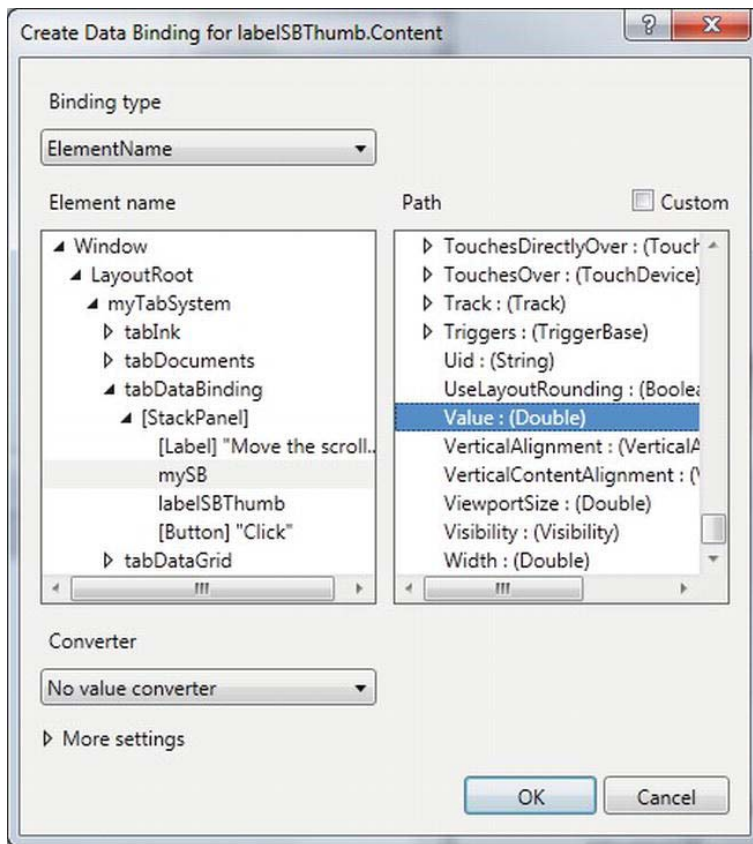 Create Data Binding for labelSBThumb.Content
Binding type
ElementName
Element name
Window
LayoutRoot
myTabSystem
tabInk
tabDocuments
tabDataBinding
[StackPanel]
[Label] "Move the scroll..
mySB
labelSBThumb
[Button] "Click"
tabDataGrid
Path
Custom
TouchesDirectlyOver : (Touch
TouchesOver : (TouchDevice)
Track : (Track)
Triggers : (TriggerBase)
Uid : (String)
UseLayoutRounding : (Boolea
Value : (Double)
VerticalAlignment : (VerticalA
VerticalContentAlignment : (V
ViewportSize : (Double)
Visibility : (Visibility)
Width : (Double)
Converter
No value converter
More settings
OK
Cancel